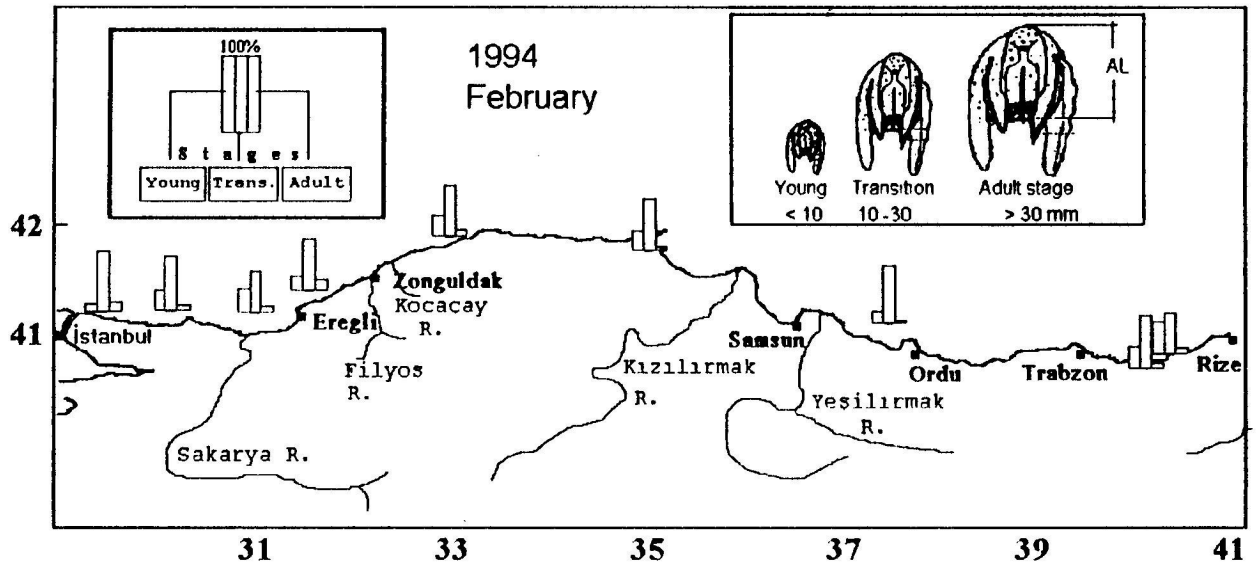 100%
S t a g e s
Young Trans. Adult
1994
February
AL
Young Transition Adult stage
< 10 10-30 > 30 mm
42
41
İstanbul
Eregli
Zonguldak
Kocaçay
R.
Filyos
R.
Sakarya R.
Kızılırmak
R.
Samsun
Yeşilırmak
R.
Ordu
Trabzon
Rize
31 33 35 37 39 41